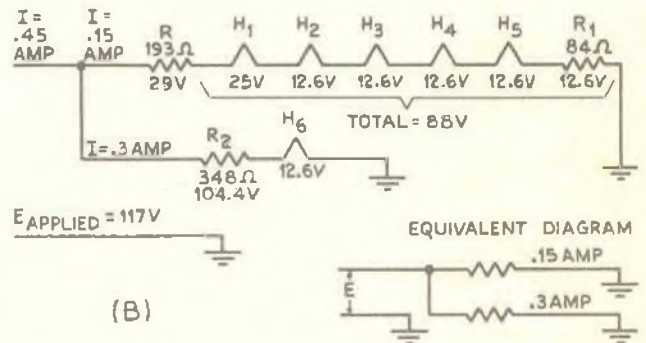 I= I= R H1 H2 H3 H4 H5 R1
.45 .15
AMP AMP 193Ω 84Ω
29V 25V 12.6V 12.6V 12.6V 12.6V 12.6V
TOTAL = 88V
H6
I=.3 AMP R2
348Ω 12.6V
104.4V
E APPLIED = 117V
EQUIVALENT DIAGRAM
.15 AMP
E
.3 AMP
(B)